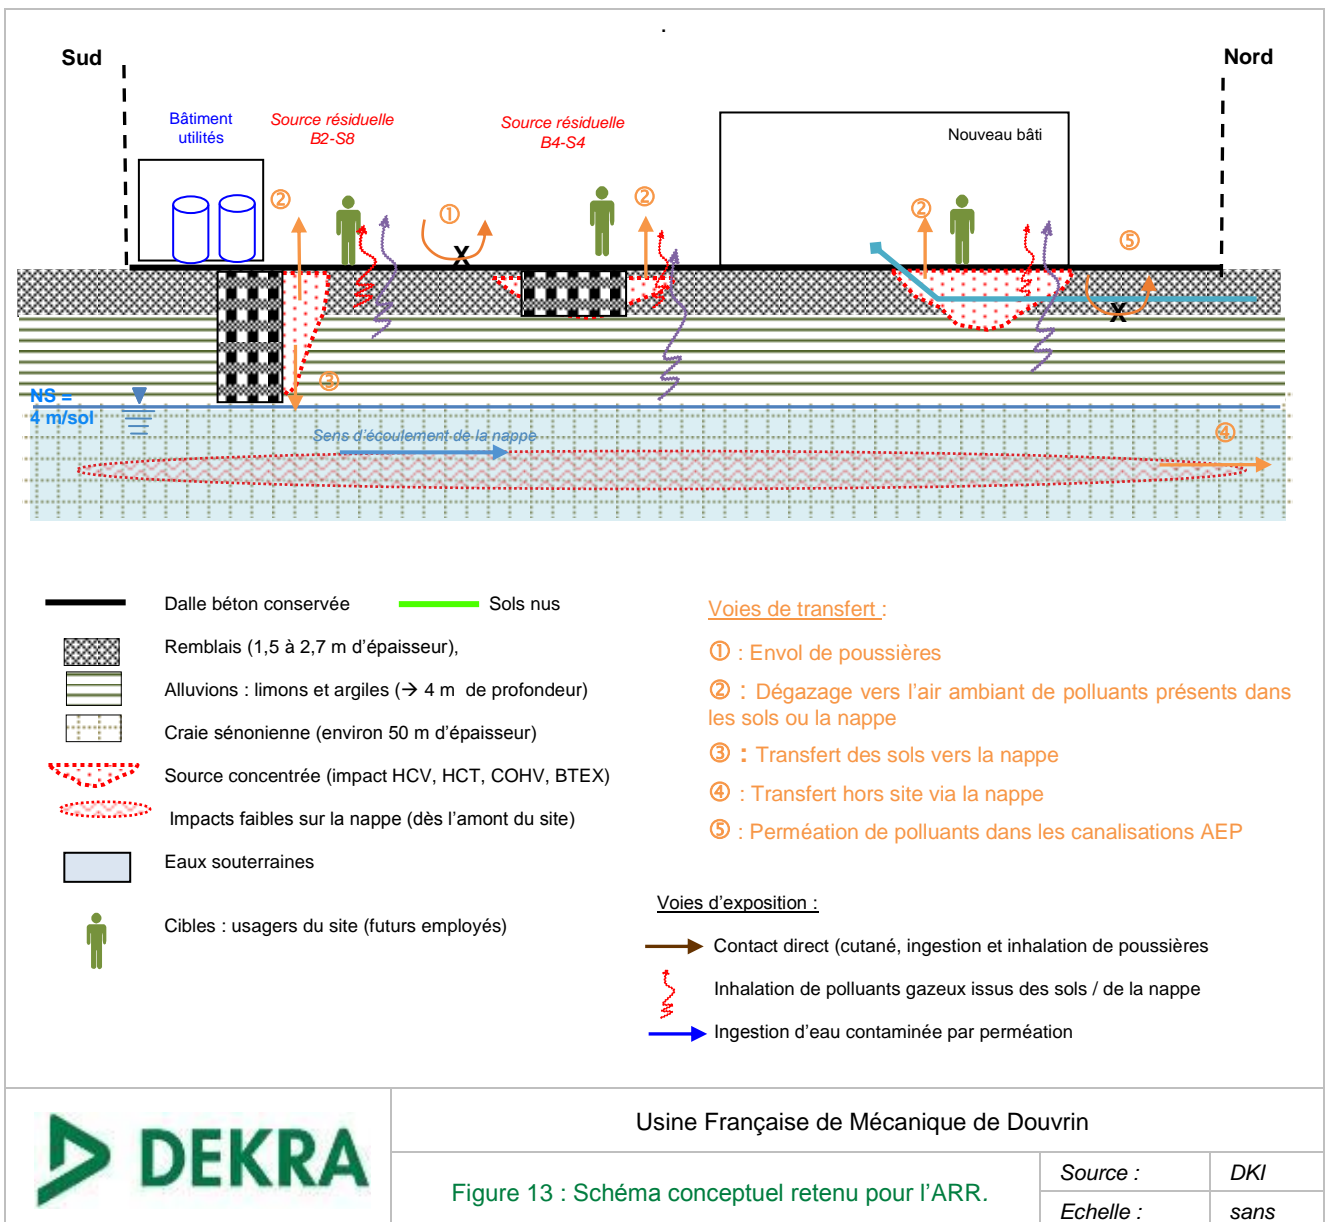 .
Sud
Nord
Bâtiment
utilités
Source résiduelle
B2-S8
Source résiduelle
B4-S4
Nouveau bâti
②
①
②
②
⑤
X
X
③
NS =
4 m/sol
Sens d'écoulement de la nappe
④
Dalle béton conservée
Sols nus
Remblais (1,5 à 2,7 m d'épaisseur),
Alluvions : limons et argiles (→ 4 m de profondeur)
Craie sénonienne (environ 50 m d'épaisseur)
Source concentrée (impact HCV, HCT, COHV, BTEX)
Impacts faibles sur la nappe (dès l'amont du site)
Eaux souterraines
Cibles : usagers du site (futurs employés)
Voies de transfert :
① : Envol de poussières
② : Dégazage vers l'air ambiant de polluants présents dans
les sols ou la nappe
③ : Transfert des sols vers la nappe
④ : Transfert hors site via la nappe
⑤ : Perméation de polluants dans les canalisations AEP
Voies d'exposition :
Contact direct (cutané, ingestion et inhalation de poussières
Inhalation de polluants gazeux issus des sols / de la nappe
Ingestion d'eau contaminée par perméation
DEKRA
Usine Française de Mécanique de Douvrin
Figure 13 : Schéma conceptuel retenu pour l'ARR.
Source :
DKI
Echelle :
sans